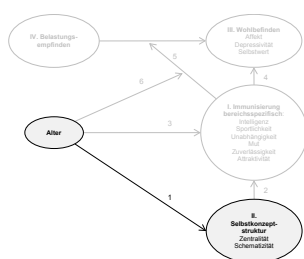 IV. Belastungs-
empfinden
III. Wohlbefinden
Affekt
Depressivität
Selbstwert
5
6
4
I. Immunisierung
bereichsspezifisch
Intelligenz
Sportlichkeit
Unabhängigkeit
Mut
Zuverlässigkeit
Attraktivität
Alter
3
1
2
II.
Selbstkonzept-
struktur
Zentralität
Schematizität